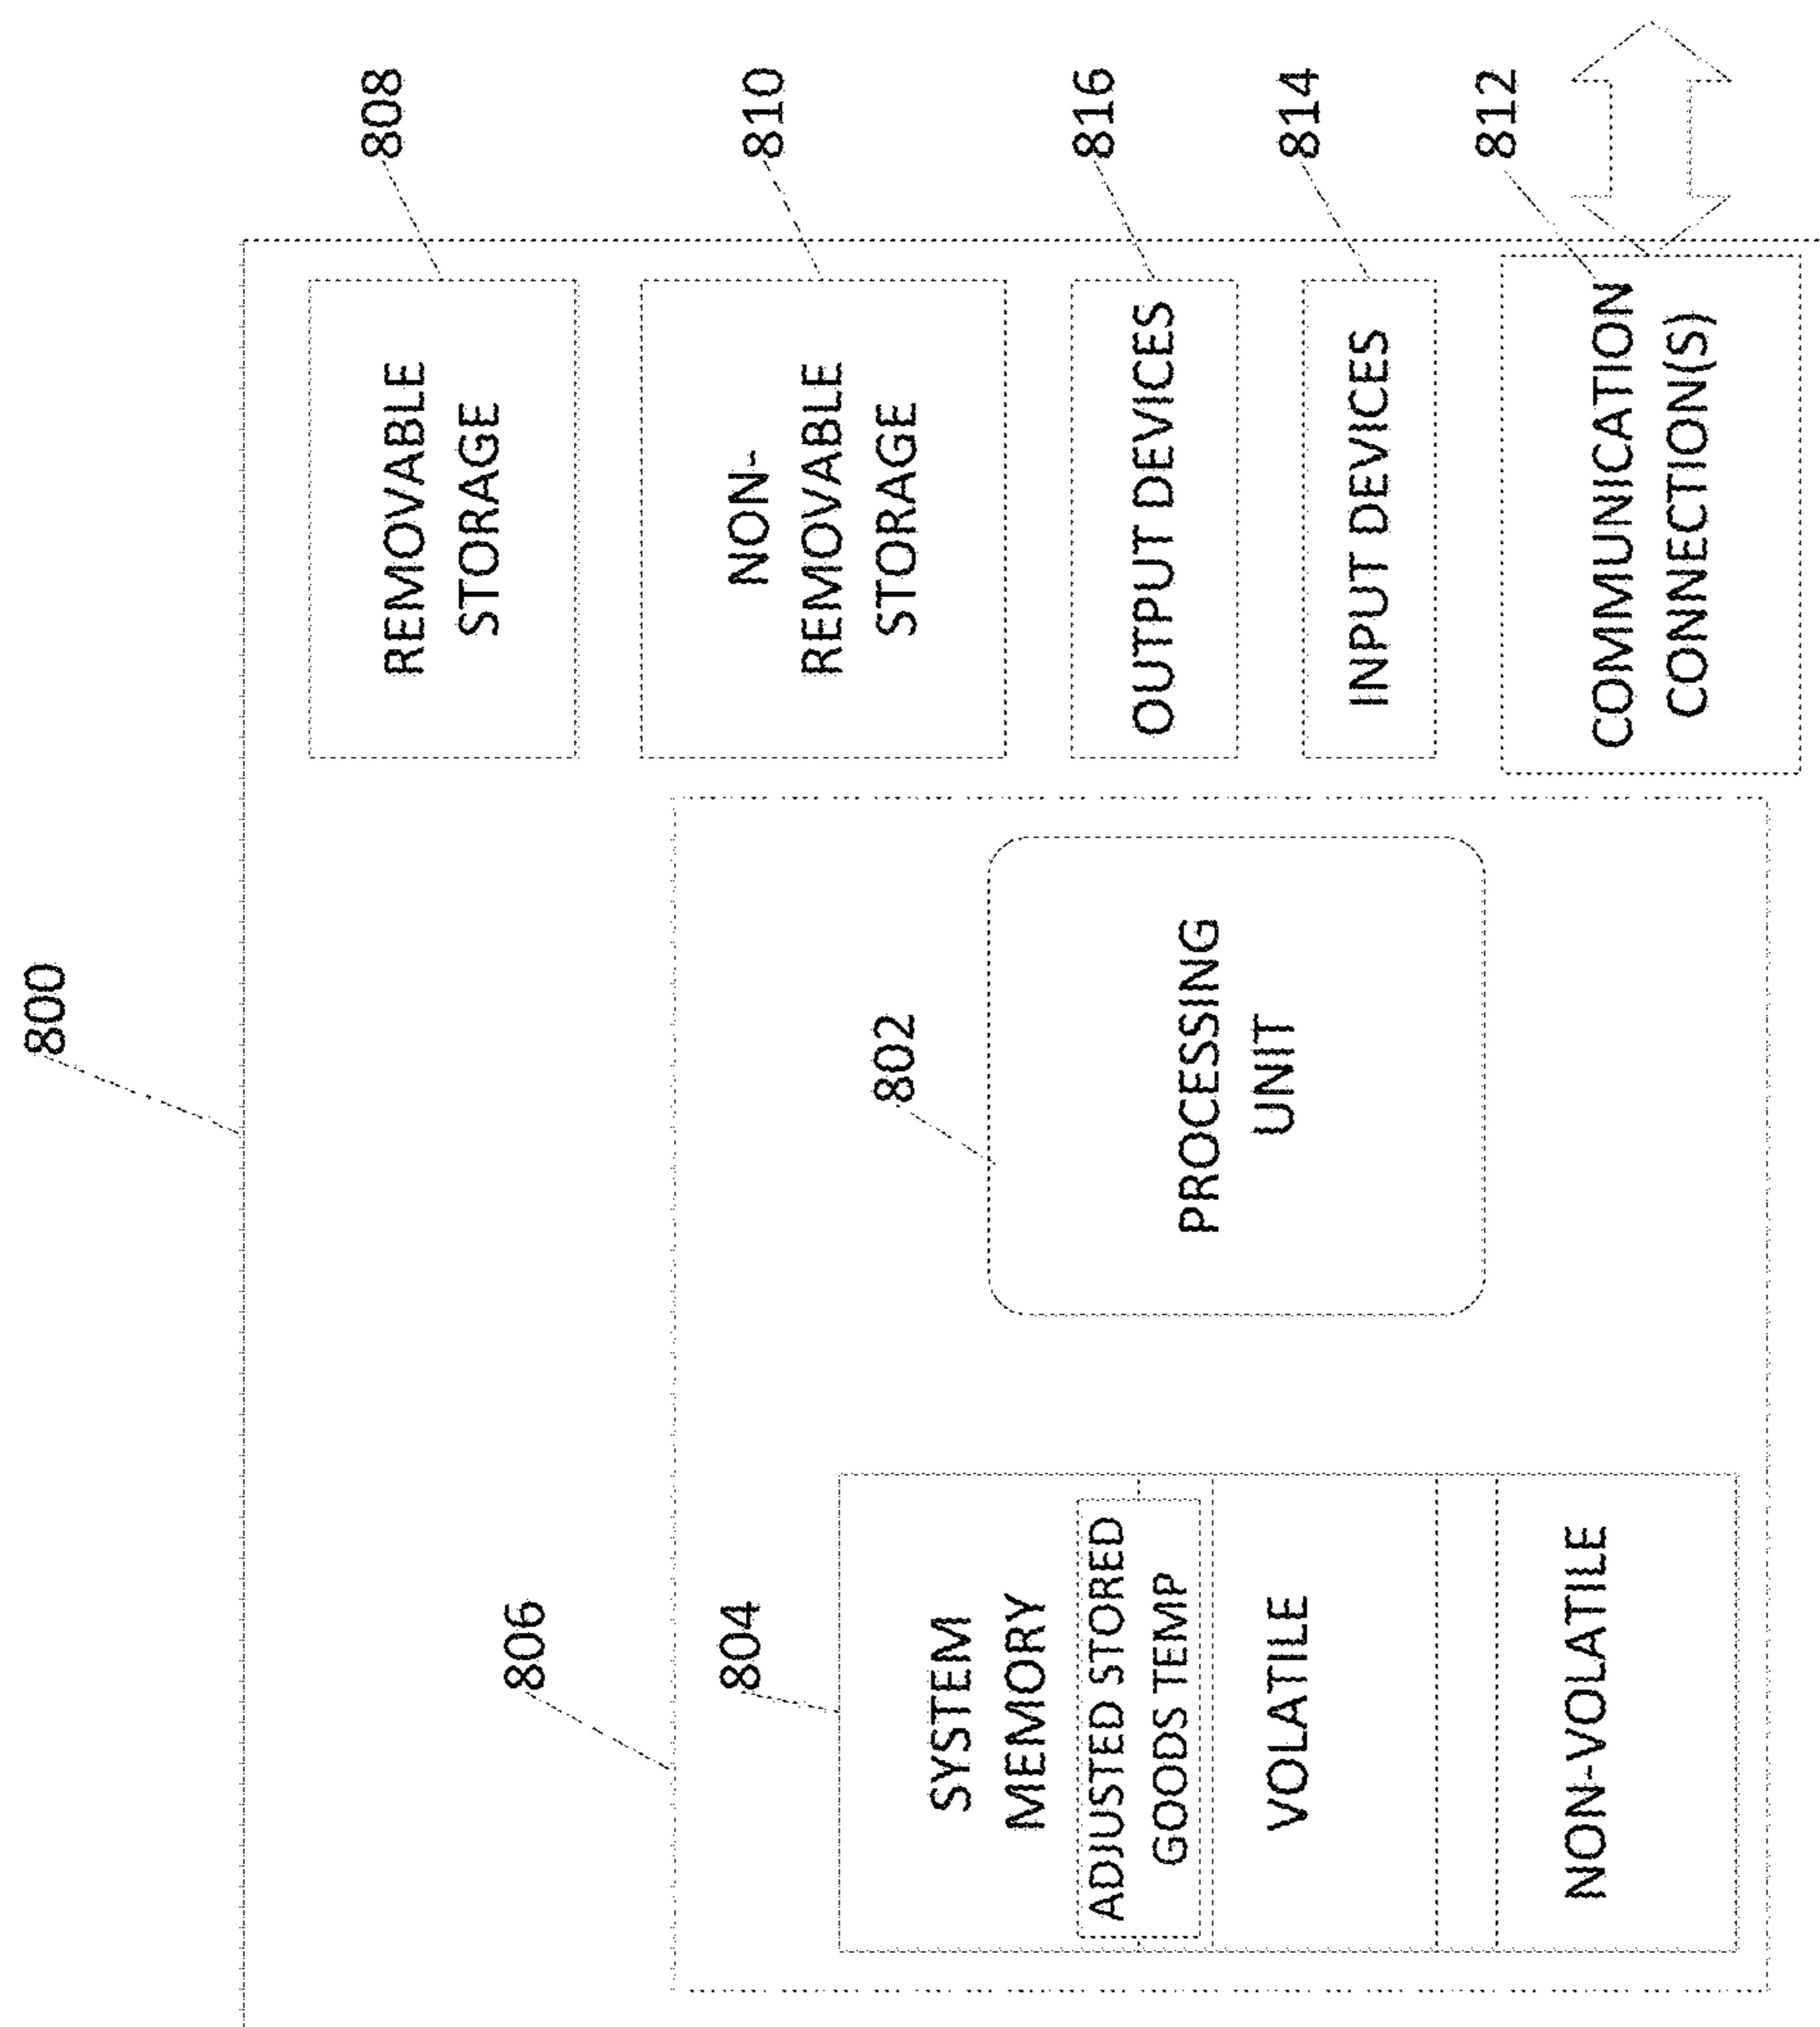 800
806
804
SYSTEM
MEMORY
ADJUSTED STORED
GOODS TEMP
VOLATILE
NON-VOLATILE
802
PROCESSING
UNIT
REMOVABLE
STORAGE
808
NON-
REMOVABLE
STORAGE
810
OUTPUT DEVICES
816
INPUT DEVICES
814
COMMUNICATION
CONNECTION(S)
812